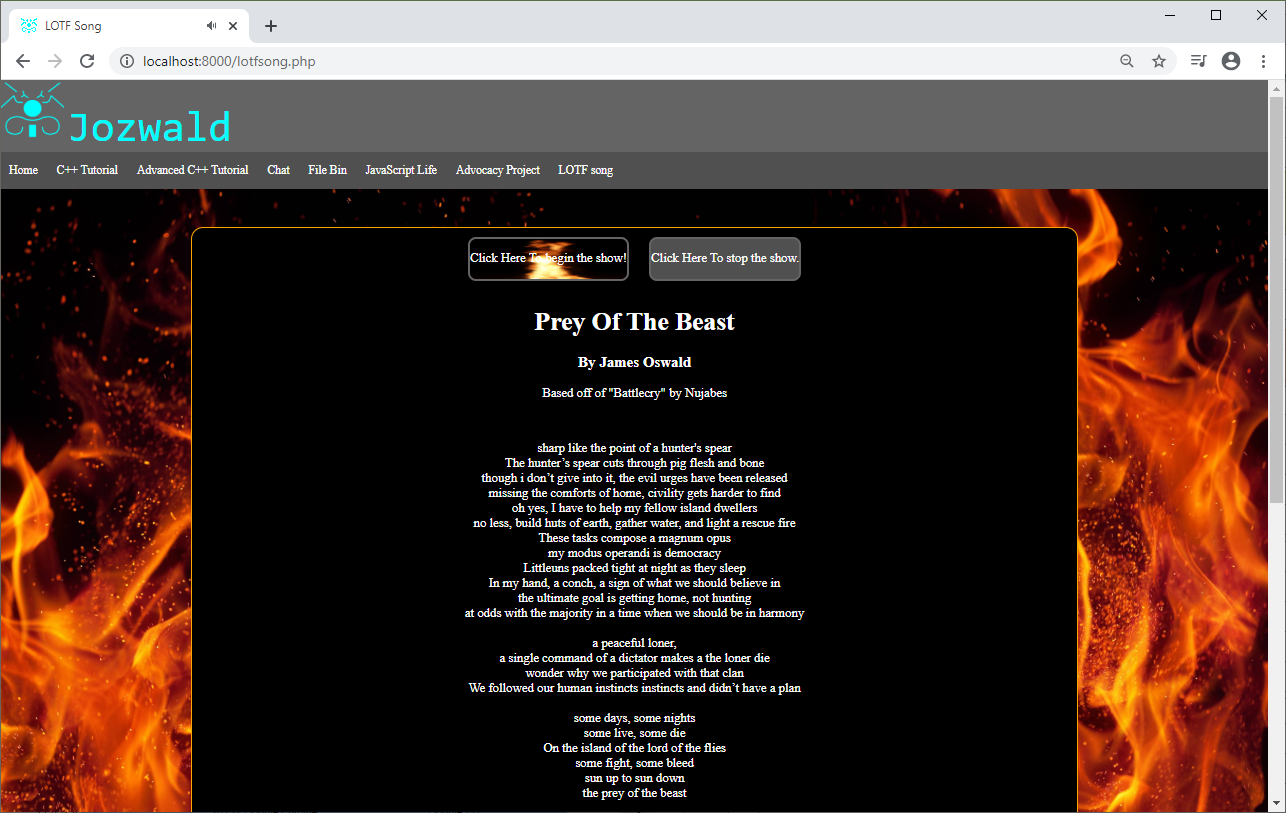 LOTF Song
localhost:8000/lotfsong.php
Jozwald
Home C++ Tutorial Advanced C++ Tutorial Chat File Bin JavaScript Life Advocacy Project LOTF song
Click Here To begin the show! Click Here To stop the show.
Prey Of The Beast
By James Oswald
Based off of "Battlecry" by Nujabes
sharp like the point of a hunter's spear
The hunter’s spear cuts through pig flesh and bone
though i don’t give into it, the evil urges have been released
missing the comforts of home, civility gets harder to find
oh yes, I have to help my fellow island dwellers
no less, build huts of earth, gather water, and light a rescue fire
These tasks compose a magnum opus
my modus operandi is democracy
Littleuns packed tight at night as they sleep
In my hand, a conch, a sign of what we should believe in
the ultimate goal is getting home, not hunting
at odds with the majority in a time when we should be in harmony
a peaceful loner,
a single command of a dictator makes a the loner die
wonder why we participated with that clan
We followed our human instincts instincts and didn’t have a plan
some days, some nights
some live, some die
On the island of the lord of the flies
some fight, some bleed
sun up to sun down
the prey of the beast